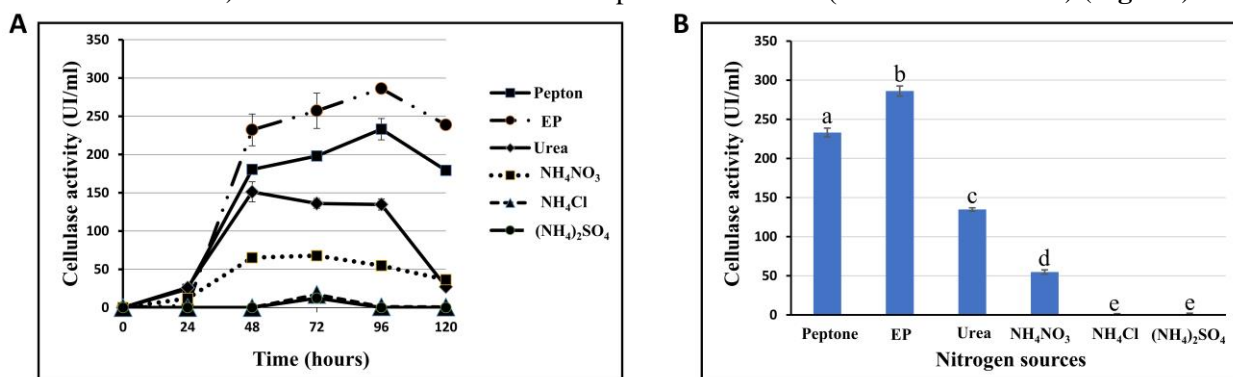 A
Cellulase activity (UI/ml)
350
300
250
200
150
100
50
0
0 24 48 72 96 120
Time (hours)
Pepton
EP
Urea
NH₄NO₃
NH₄Cl
(NH₄)₂SO₄
B
Cellulase activity (UI/ml)
350
300
250
200
150
100
50
0
a b c d e e
Peptone EP Urea NH₄NO₃ NH₄Cl (NH₄)₂SO₄
Nitrogen sources